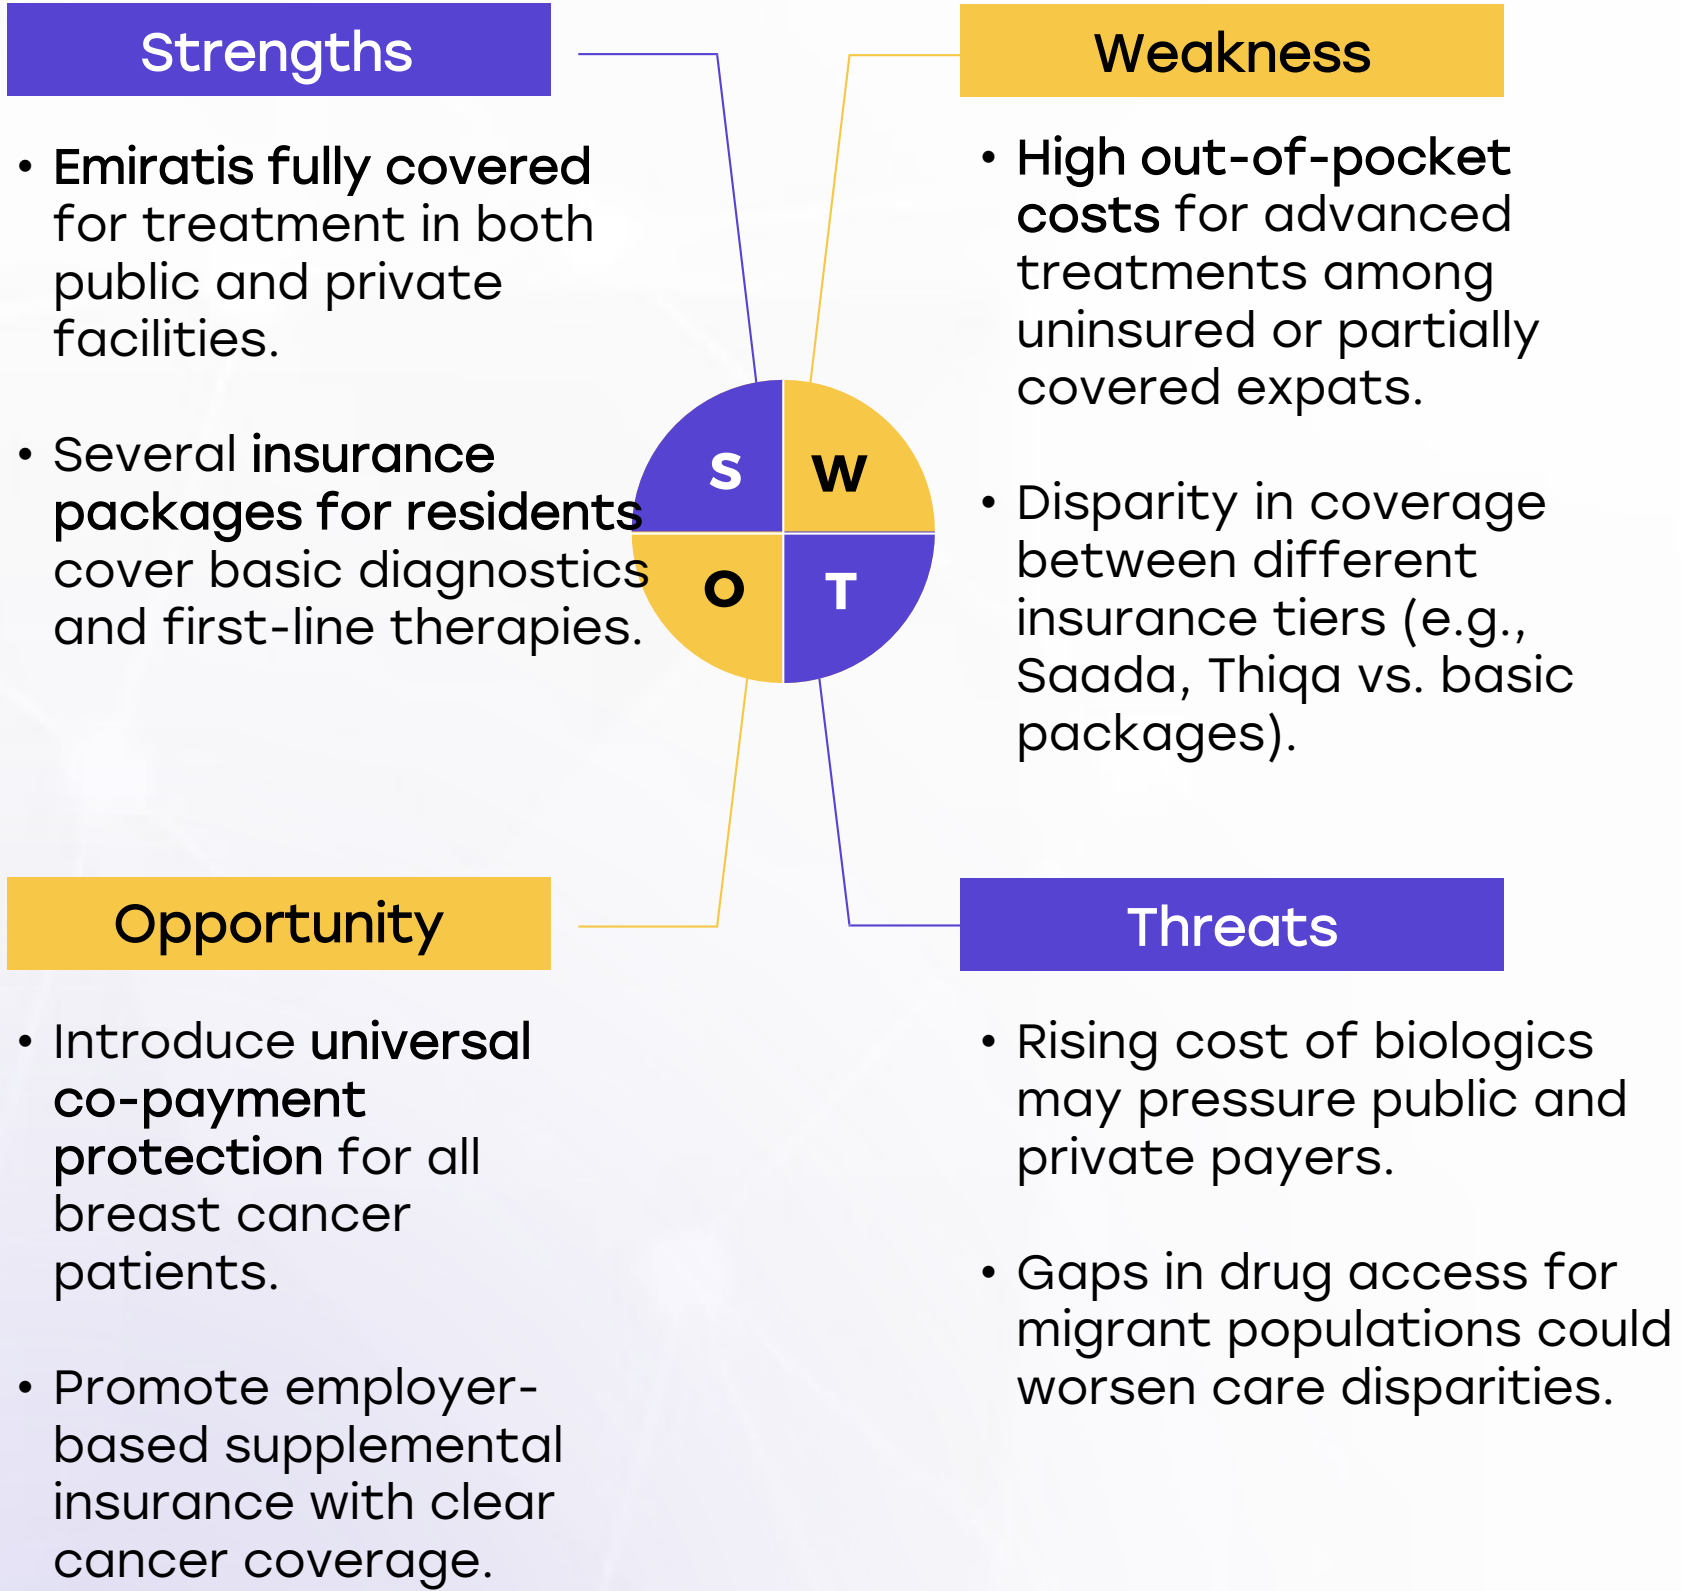 Strengths
• Emiratis fully covered
for treatment in both
public and private
facilities.
• Several insurance
packages for residents
cover basic diagnostics
and first-line therapies.
Weakness
• High out-of-pocket
costs for advanced
treatments among
uninsured or partially
covered expats.
• Disparity in coverage
between different
insurance tiers (e.g.,
Saada, Thiqa vs. basic
packages).
S
W
O
T
Opportunity
• Introduce universal
co-payment
protection for all
breast cancer
patients.
• Promote employer-
based supplemental
insurance with clear
cancer coverage.
Threats
• Rising cost of biologics
may pressure public and
private payers.
• Gaps in drug access for
migrant populations could
worsen care disparities.